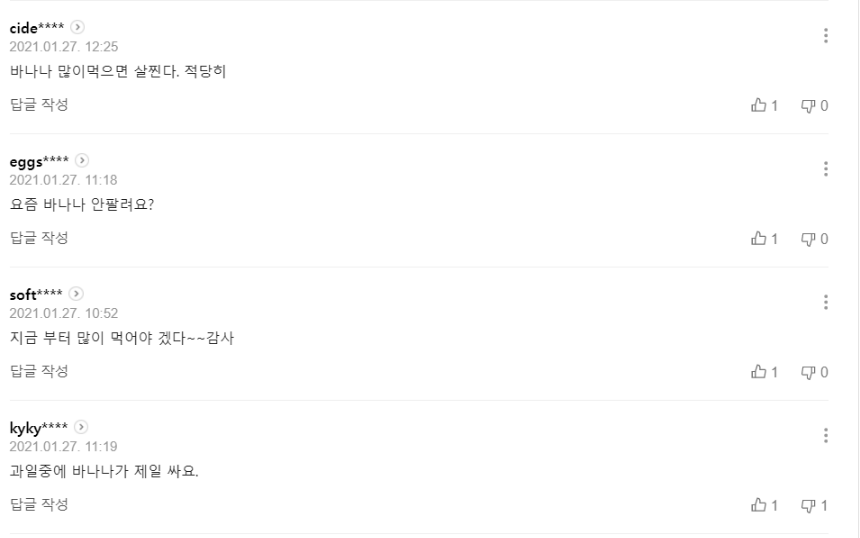 cide****
2021.01.27. 12:25
바나나 많이먹으면 살찐다. 적당히
답글 작성
1 0
eggs****
2021.01.27. 11:18
요즘 바나나 안팔려요?
답글 작성
1 0
soft****
2021.01.27. 10:52
지금 부터 많이 먹어야 겠다~~감사
답글 작성
1 0
kyky****
2021.01.27. 11:19
과일중에 바나나가 제일 싸요.
답글 작성
1 1